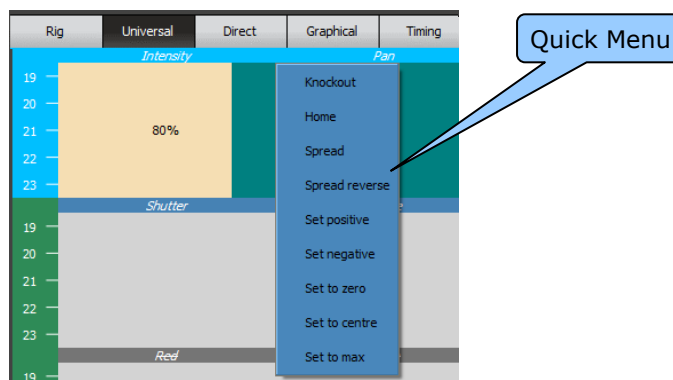 Rig Universal Direct Graphical Timing
Quick Menu
Intensity Pan
19
20
21
22
23
80%
Knockout
Home
Spread
Spread reverse
Set positive
Set negative
Set to zero
Set to centre
Set to max
Shutter
19
20
21
22
23
Red
19